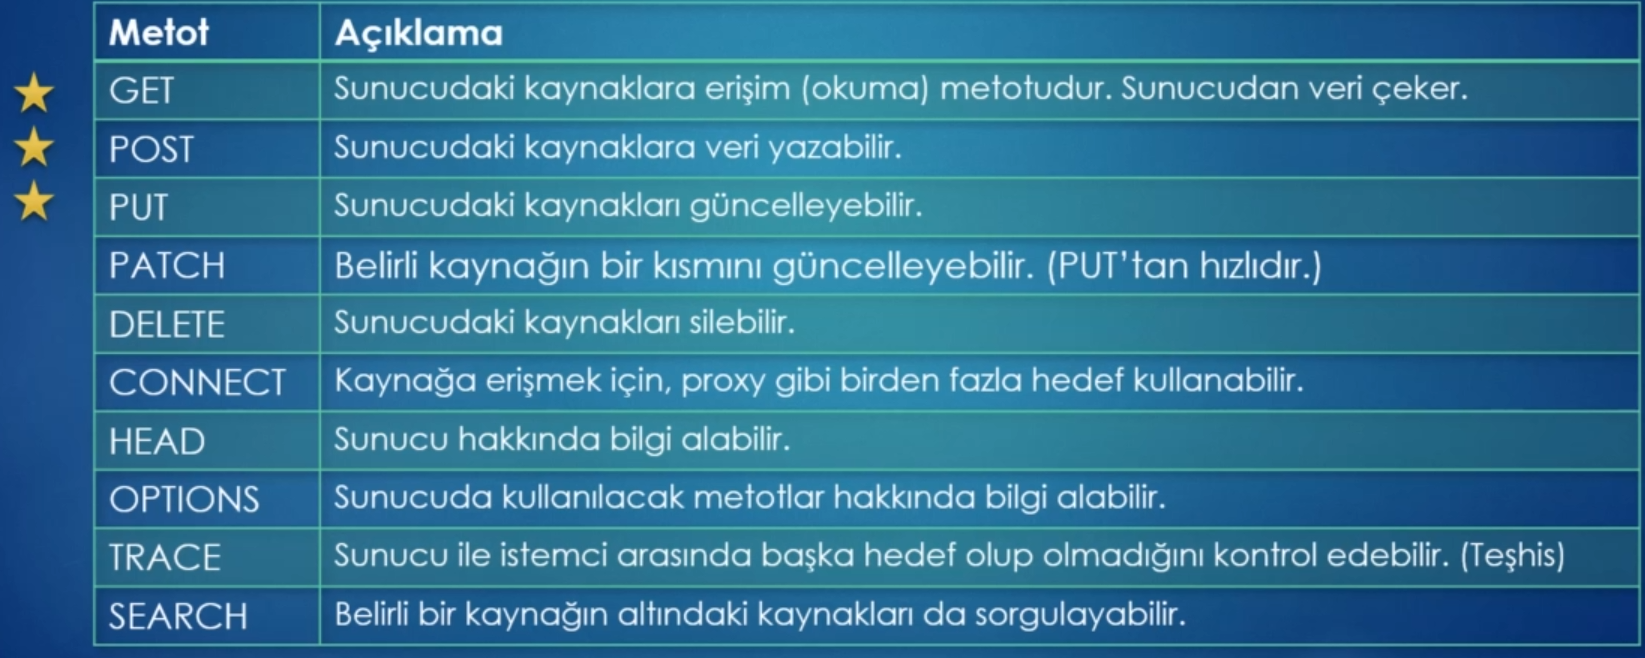 Metot Açıklama
GET Sunucudaki kaynaklara erişim (okuma) metotudur. Sunucudan veri çeker.
POST Sunucudaki kaynaklara veri yazabilir.
PUT Sunucudaki kaynakları güncelleyebilir.
PATCH Belirli kaynağın bir kısmını güncelleyebilir. (PUT'tan hızlıdır.)
DELETE Sunucudaki kaynakları silebilir.
CONNECT Kaynağa erişmek için, proxy gibi birden fazla hedef kullanabilir.
HEAD Sunucu hakkında bilgi alabilir.
OPTIONS Sunucuda kullanılacak metotlar hakkında bilgi alabilir.
TRACE Sunucu ile istemci arasında başka hedef olup olmadığını kontrol edebilir. (Teşhis)
SEARCH Belirli bir kaynağın altındaki kaynakları da sorgulayabilir.